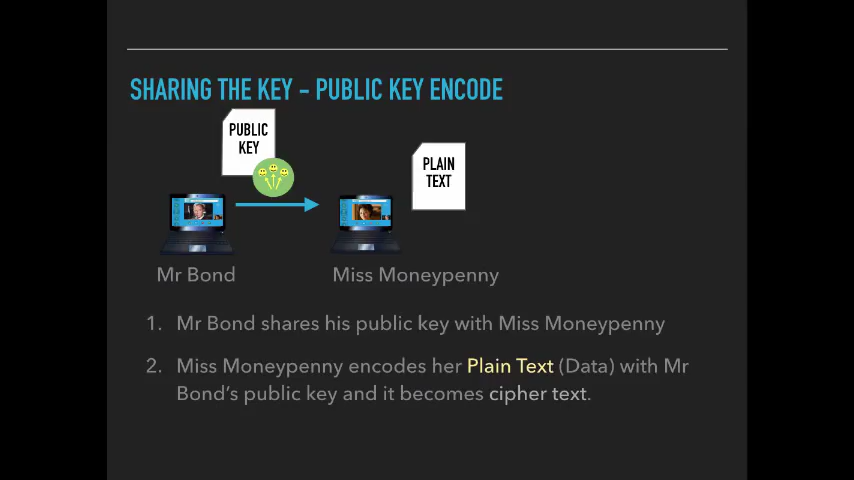 SHARING THE KEY - PUBLIC KEY ENCODE
PUBLIC
KEY
PLAIN
TEXT
Mr Bond
Miss Moneypenny
1. Mr Bond shares his public key with Miss Moneypenny
2. Miss Moneypenny encodes her Plain Text (Data) with Mr
Bond's public key and it becomes cipher text.